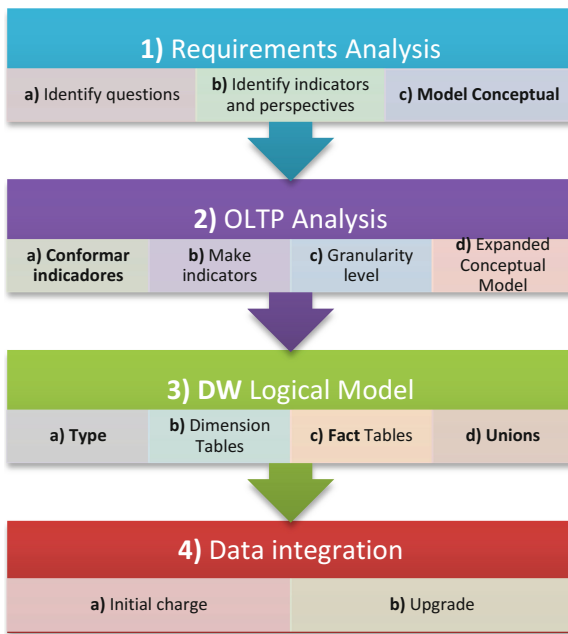 1) Requirements Analysis
a) Identify questions
b) Identify indicators
and perspectives
c) Model Conceptual
2) OLTP Analysis
a) Conformar
indicadores
b) Make
indicators
c) Granularity
level
d) Expanded
Conceptual
Model
3) DW Logical Model
a) Type
b) Dimension
Tables
c) Fact Tables
d) Unions
4) Data integration
a) Initial charge
b) Upgrade